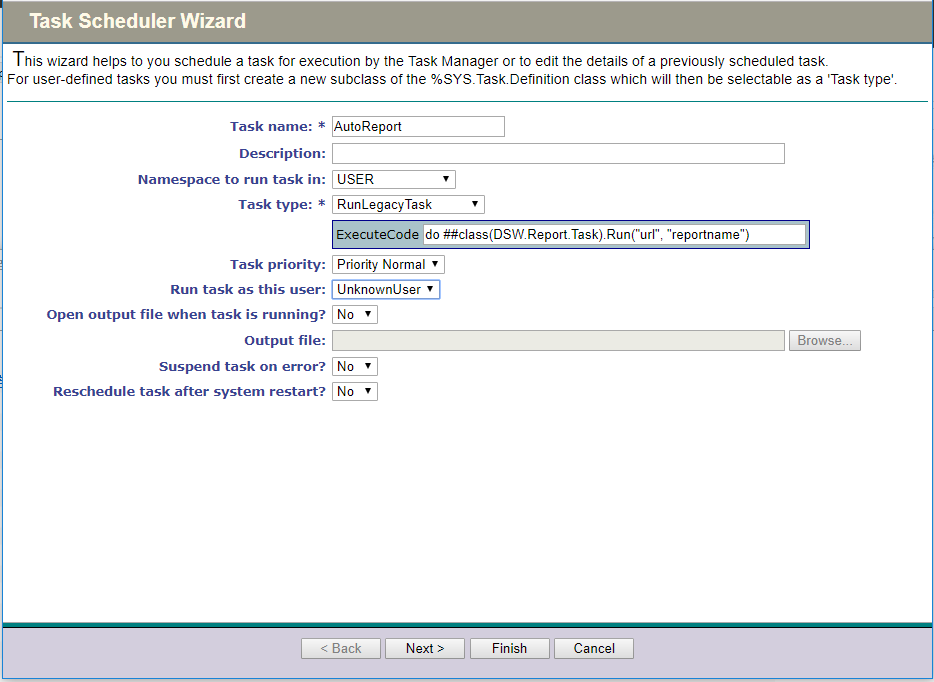 Task Scheduler Wizard
This wizard helps to you schedule a task for execution by the Task Manager or to edit the details of a previously scheduled task.
For user-defined tasks you must first create a new subclass of the %SYS.Task.Definition class which will then be selectable as a 'Task type'.
Task name: * AutoReport
Description:
Namespace to run task in: USER
Task type: * RunLegacyTask
ExecuteCode do ##class(DSW.Report.Task).Run("url", "reportname")
Task priority: Priority Normal
Run task as this user: UnknownUser
Open output file when task is running? No
Output file: Browse...
Suspend task on error? No
Reschedule task after system restart? No
< Back Next > Finish Cancel